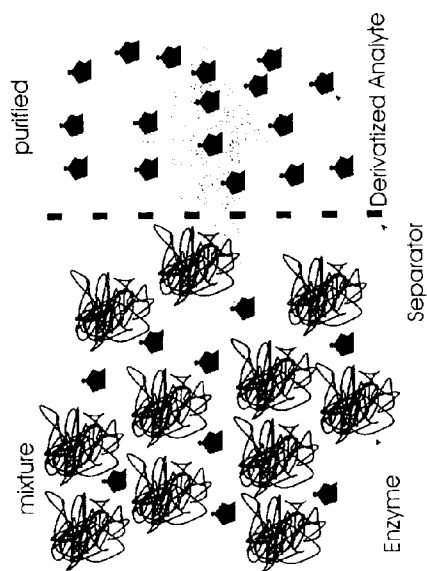 mixture
purified
Enzyme
Separator
Derivatized Analyte